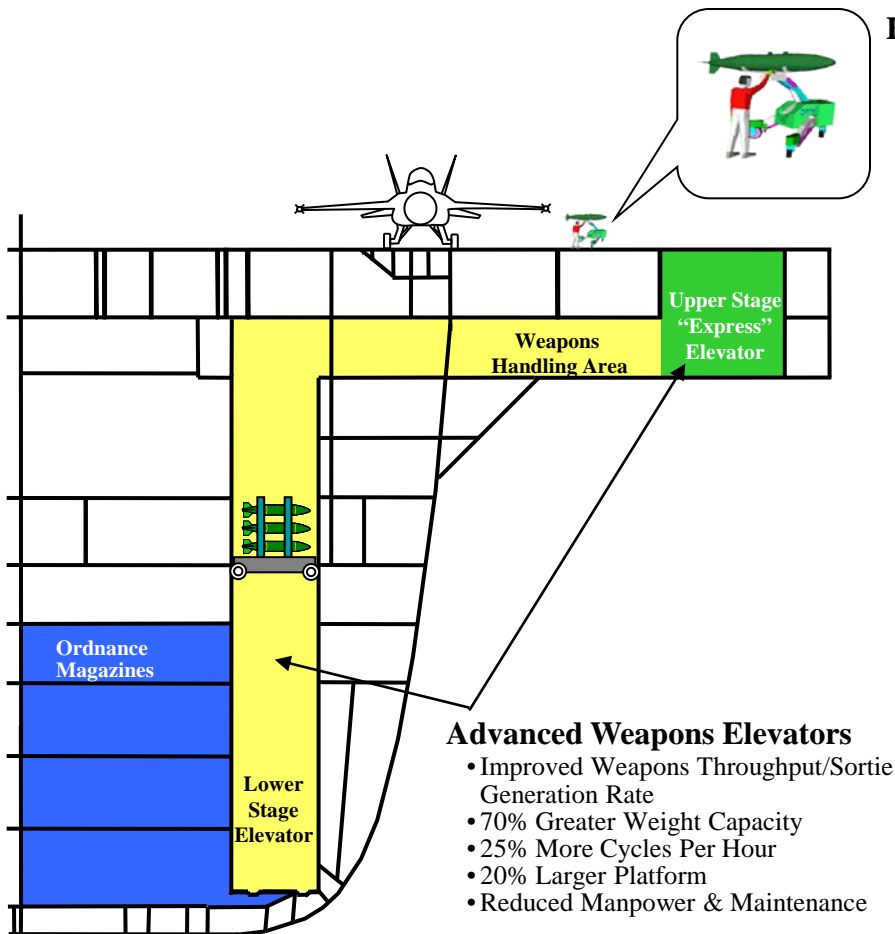 Upper Stage
“Express”
Elevator
Weapons
Handling Area
Ordnance
Magazines
Lower
Stage
Elevator
Advanced Weapons Elevators
• Improved Weapons Throughput/Sortie
Generation Rate
• 70% Greater Weight Capacity
• 25% More Cycles Per Hour
• 20% Larger Platform
• Reduced Manpower & Maintenance